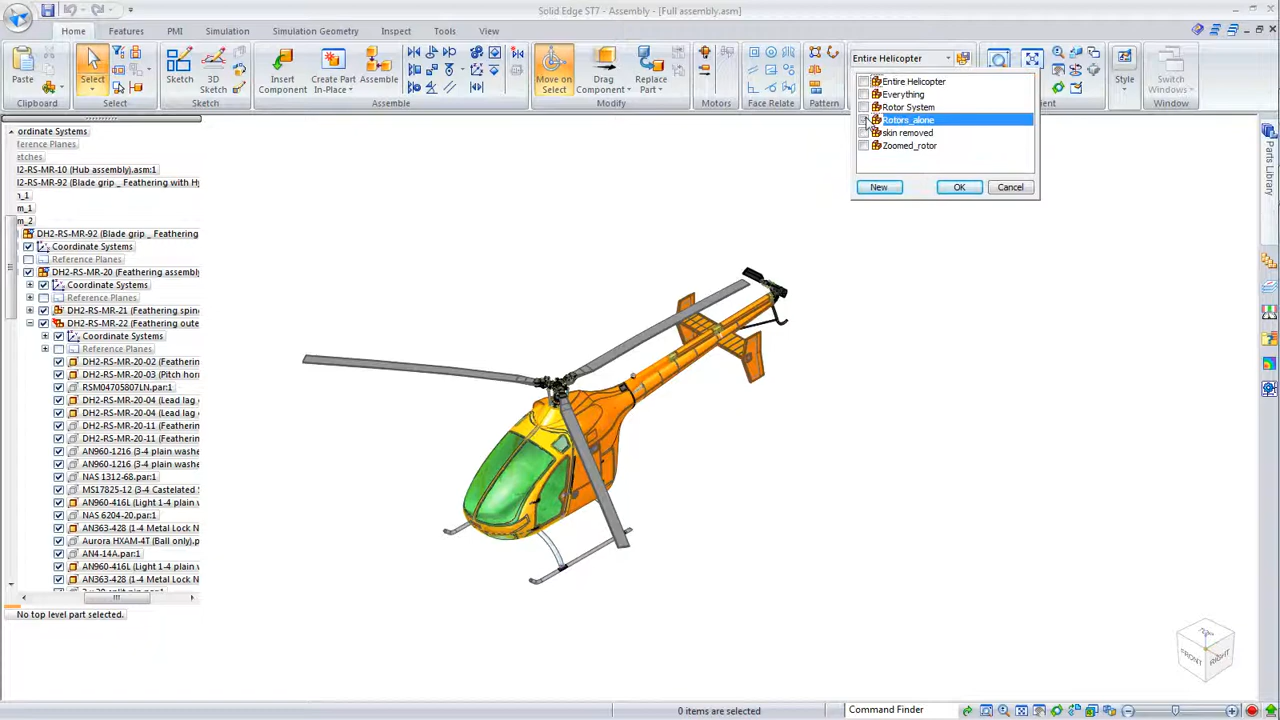 Solid Edge ST7 - Assembly - [Full assembly.asm]
Home Features PMI Simulation Simulation Geometry Inspect Tools View
Paste
Select
Sketch
3D Sketch
Insert Component
Create Part In-Place
Assemble
Move on Select
Drag Component
Replace Part
Style
Switch Windows
Clipboard Select Sketch Assemble Modify Motors Face Relate Pattern Window
Entire Helicopter
Entire Helicopter
Everything
Rotor System
Rotors_alone
skin removed
Zoomed_rotor
New OK Cancel
oordinate Systems
eference Planes
etches
H2-RS-MR-10 (Hub assembly).asm:1
H2-RS-MR-92 (Blade grip _ Feathering with H
m_1
m_1
m_2
DH2-RS-MR-92 (Blade grip _ Feathering
Coordinate Systems
Reference Planes
DH2-RS-MR-20 (Feathering assembl
Coordinate Systems
Reference Planes
DH2-RS-MR-21 (Feathering spin
DH2-RS-MR-22 (Feathering oute
Coordinate Systems
Reference Planes
DH2-RS-MR-20-02 (Featherin
DH2-RS-MR-20-03 (Pitch hor
RSM04705807LN.par:1
DH2-RS-MR-20-04 (Lead lag
DH2-RS-MR-20-04 (Lead lag
DH2-RS-MR-20-11 (Featherin
DH2-RS-MR-20-11 (Featherin
AN960-1216 (3-4 plain washe
AN960-1216 (3-4 plain washe
NAS 1312-68.par:1
MS17825-12 (3-4 Castelated S
AN960-416L (Light 1-4 plain v
NAS 6204-20.par:1
AN363-428 (1-4 Metal Lock N
Aurora HXAM-4T (Ball only).p
AN4-14A.par:1
AN960-416L (Light 1-4 plain v
AN363-428 (1-4 Metal Lock N
No top level part selected.
Parts Library
TOP
FRONT
RIGHT
0 items are selected
Command Finder